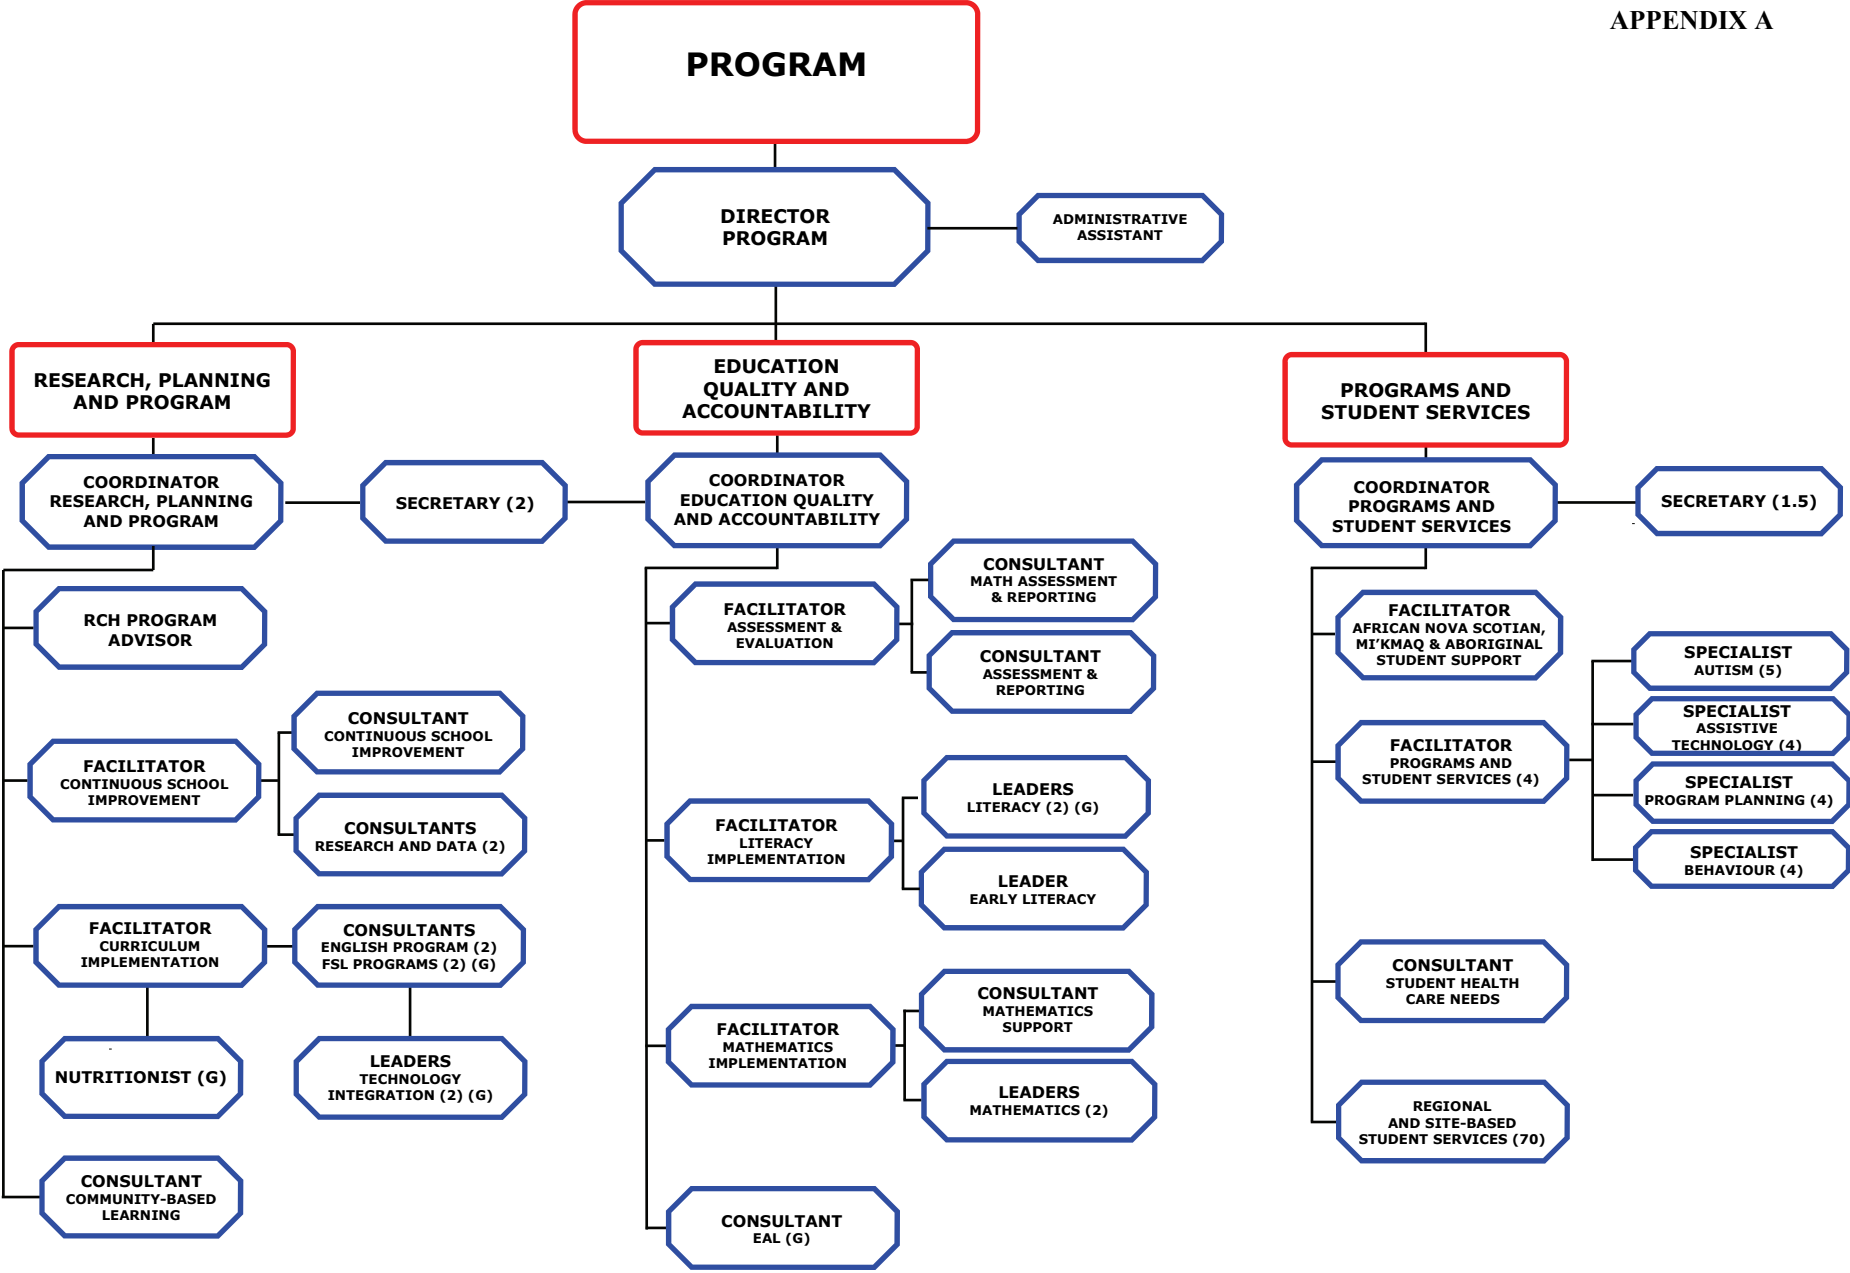 APPENDIX A
PROGRAM
DIRECTOR
PROGRAM
ADMINISTRATIVE
ASSISTANT
RESEARCH, PLANNING
AND PROGRAM
EDUCATION
QUALITY AND
ACCOUNTABILITY
PROGRAMS AND
STUDENT SERVICES
COORDINATOR
RESEARCH, PLANNING
AND PROGRAM
SECRETARY (2)
COORDINATOR
EDUCATION QUALITY
AND ACCOUNTABILITY
COORDINATOR
PROGRAMS AND
STUDENT SERVICES
SECRETARY (1.5)
RCH PROGRAM
ADVISOR
FACILITATOR
CONTINUOUS SCHOOL
IMPROVEMENT
CONSULTANT
CONTINUOUS SCHOOL
IMPROVEMENT
CONSULTANTS
RESEARCH AND DATA (2)
FACILITATOR
CURRICULUM
IMPLEMENTATION
CONSULTANTS
ENGLISH PROGRAM (2)
FSL PROGRAMS (2) (G)
NUTRITIONIST (G)
LEADERS
TECHNOLOGY
INTEGRATION (2) (G)
CONSULTANT
COMMUNITY-BASED
LEARNING
FACILITATOR
ASSESSMENT &
EVALUATION
CONSULTANT
MATH ASSESSMENT
& REPORTING
CONSULTANT
ASSESSMENT &
REPORTING
FACILITATOR
LITERACY
IMPLEMENTATION
LEADERS
LITERACY (2) (G)
LEADER
EARLY LITERACY
FACILITATOR
MATHEMATICS
IMPLEMENTATION
CONSULTANT
MATHEMATICS
SUPPORT
LEADERS
MATHEMATICS (2)
CONSULTANT
EAL (G)
FACILITATOR
AFRICAN NOVA SCOTIAN,
MI’KMAQ & ABORIGINAL
STUDENT SUPPORT
FACILITATOR
PROGRAMS AND
STUDENT SERVICES (4)
SPECIALIST
AUTISM (5)
SPECIALIST
ASSISTIVE
TECHNOLOGY (4)
SPECIALIST
PROGRAM PLANNING (4)
SPECIALIST
BEHAVIOUR (4)
CONSULTANT
STUDENT HEALTH
CARE NEEDS
REGIONAL
AND SITE-BASED
STUDENT SERVICES (70)